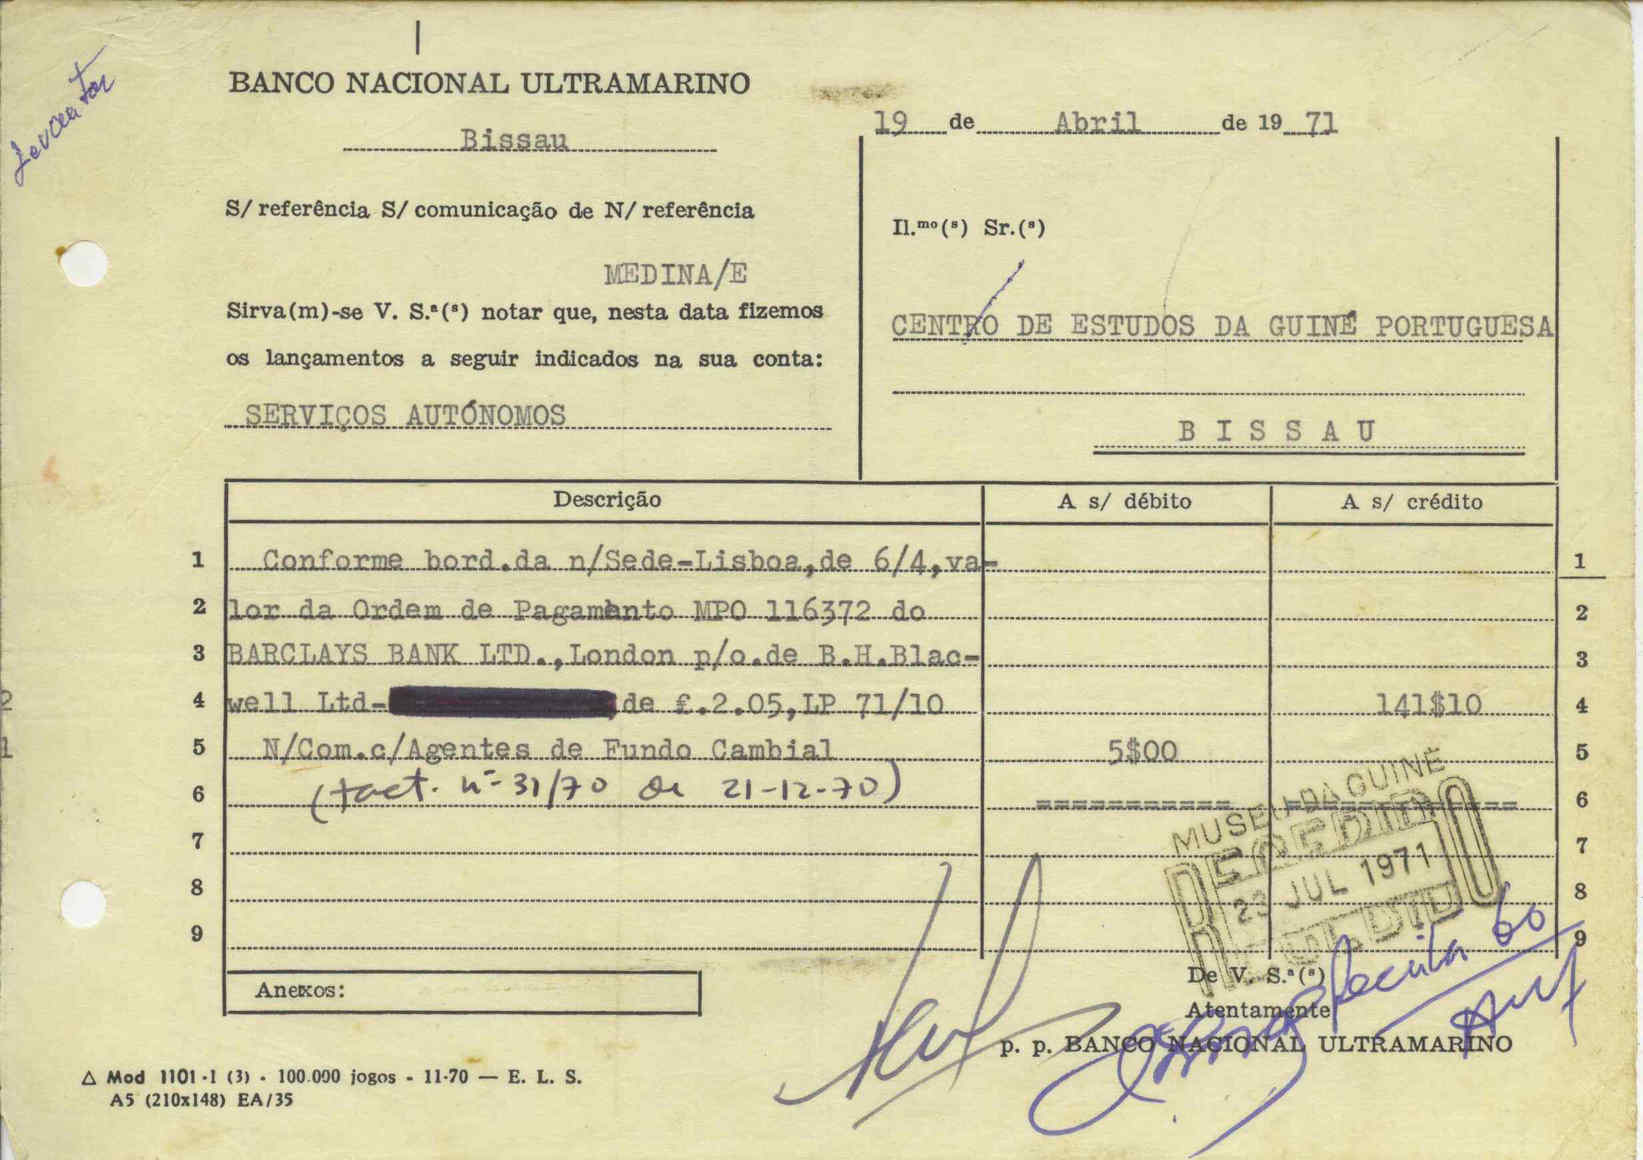 Levantar
BANCO NACIONAL ULTRAMARINO
Bissau
19 de Abril de 19 71
S/ referência S/ comunicação de N/ referência
Il.mo(s) Sr.(s)
MEDINA/E
Sirva(m)-se V. S.ª(s) notar que, nesta data fizemos
os lançamentos a seguir indicados na sua conta:
CENTRO DE ESTUDOS DA GUINÉ PORTUGUESA
SERVIÇOS AUTÓNOMOS
B I S S A U
Descrição A s/ débito A s/ crédito
1 Conforme bord.da n/Sede-Lisboa,de 6/4,va- 1
2 lor da Ordem de Pagamento MPO 116372 do 2
3 BARCLAYS BANK LTD.,London p/o.de B.H.Blac- 3
2 4 well Ltd- de £.2.05,LP 71/10 141$10 4
1 5 N/Com.c/Agentes de Fundo Cambial 5$00 5
6 (fact. nº 31/70 de 21-12-70) =========== =========== 6
7 7
8 8
9 9
MUSEU DA GUINÉ
23 JUL 1971
60
De V. S.ª(s)
Anexos:
Atentamente
p. p. BANCO NACIONAL ULTRAMARINO
Δ Mod 1101-1 (3) - 100.000 jogos - 11-70 — E. L. S.
A5 (210x148) EA/35